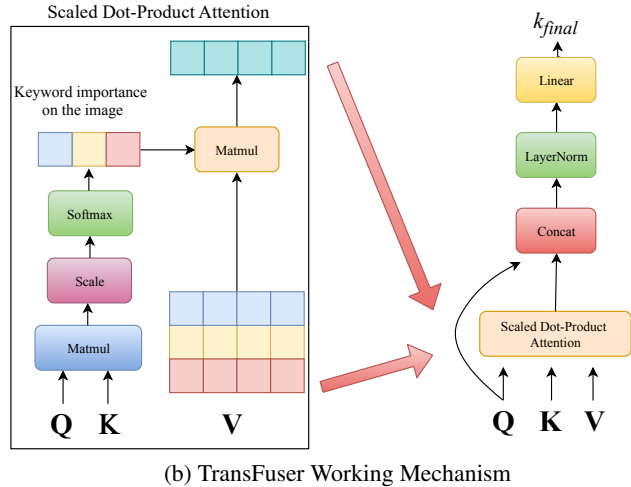 Scaled Dot-Product Attention
Keyword importance
on the image
Matmul
Softmax
Scale
Matmul
Q K V
k_final
Linear
LayerNorm
Concat
Scaled Dot-Product
Attention
Q K V
(b) TransFuser Working Mechanism